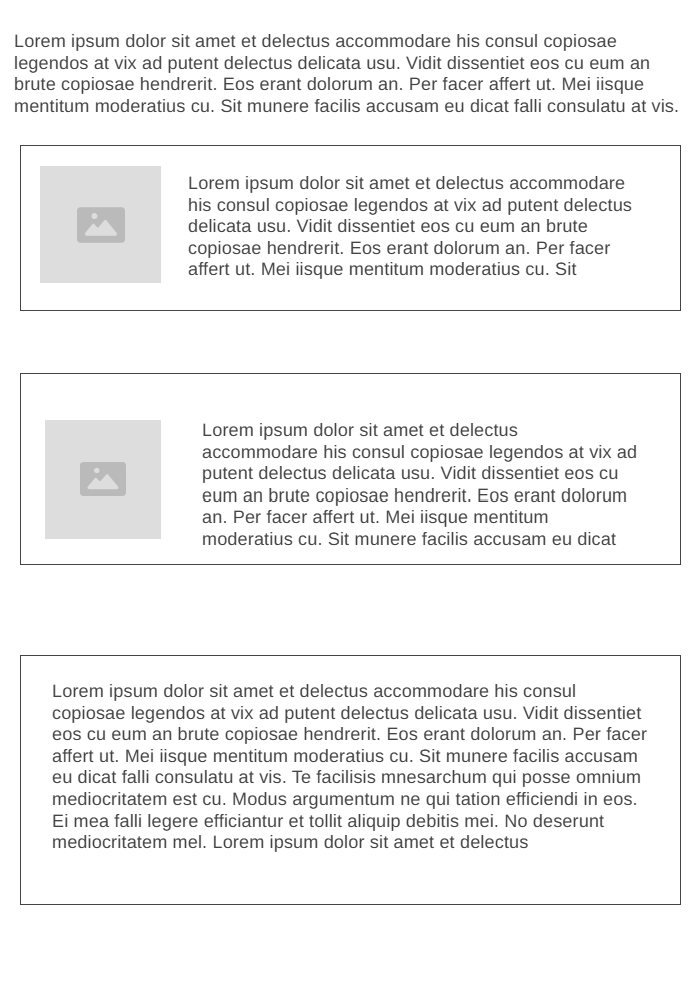 Lorem ipsum dolor sit amet et delectus accommodare his consul copiosae
legendos at vix ad putent delectus delicata usu. Vidit dissentiet eos cu eum an
brute copiosae hendrerit. Eos erant dolorum an. Per facer affert ut. Mei iisque
mentitum moderatius cu. Sit munere facilis accusam eu dicat falli consulatu at vis.
Lorem ipsum dolor sit amet et delectus accommodare
his consul copiosae legendos at vix ad putent delectus
delicata usu. Vidit dissentiet eos cu eum an brute
copiosae hendrerit. Eos erant dolorum an. Per facer
affert ut. Mei iisque mentitum moderatius cu. Sit
Lorem ipsum dolor sit amet et delectus
accommodare his consul copiosae legendos at vix ad
putent delectus delicata usu. Vidit dissentiet eos cu
eum an brute copiosae hendrerit. Eos erant dolorum
an. Per facer affert ut. Mei iisque mentitum
moderatius cu. Sit munere facilis accusam eu dicat
Lorem ipsum dolor sit amet et delectus accommodare his consul
copiosae legendos at vix ad putent delectus delicata usu. Vidit dissentiet
eos cu eum an brute copiosae hendrerit. Eos erant dolorum an. Per facer
affert ut. Mei iisque mentitum moderatius cu. Sit munere facilis accusam
eu dicat falli consulatu at vis. Te facilisis mnesarchum qui posse omnium
mediocritatem est cu. Modus argumentum ne qui tation efficiendi in eos.
Ei mea falli legere efficiantur et tollit aliquip debitis mei. No deserunt
mediocritatem mel. Lorem ipsum dolor sit amet et delectus